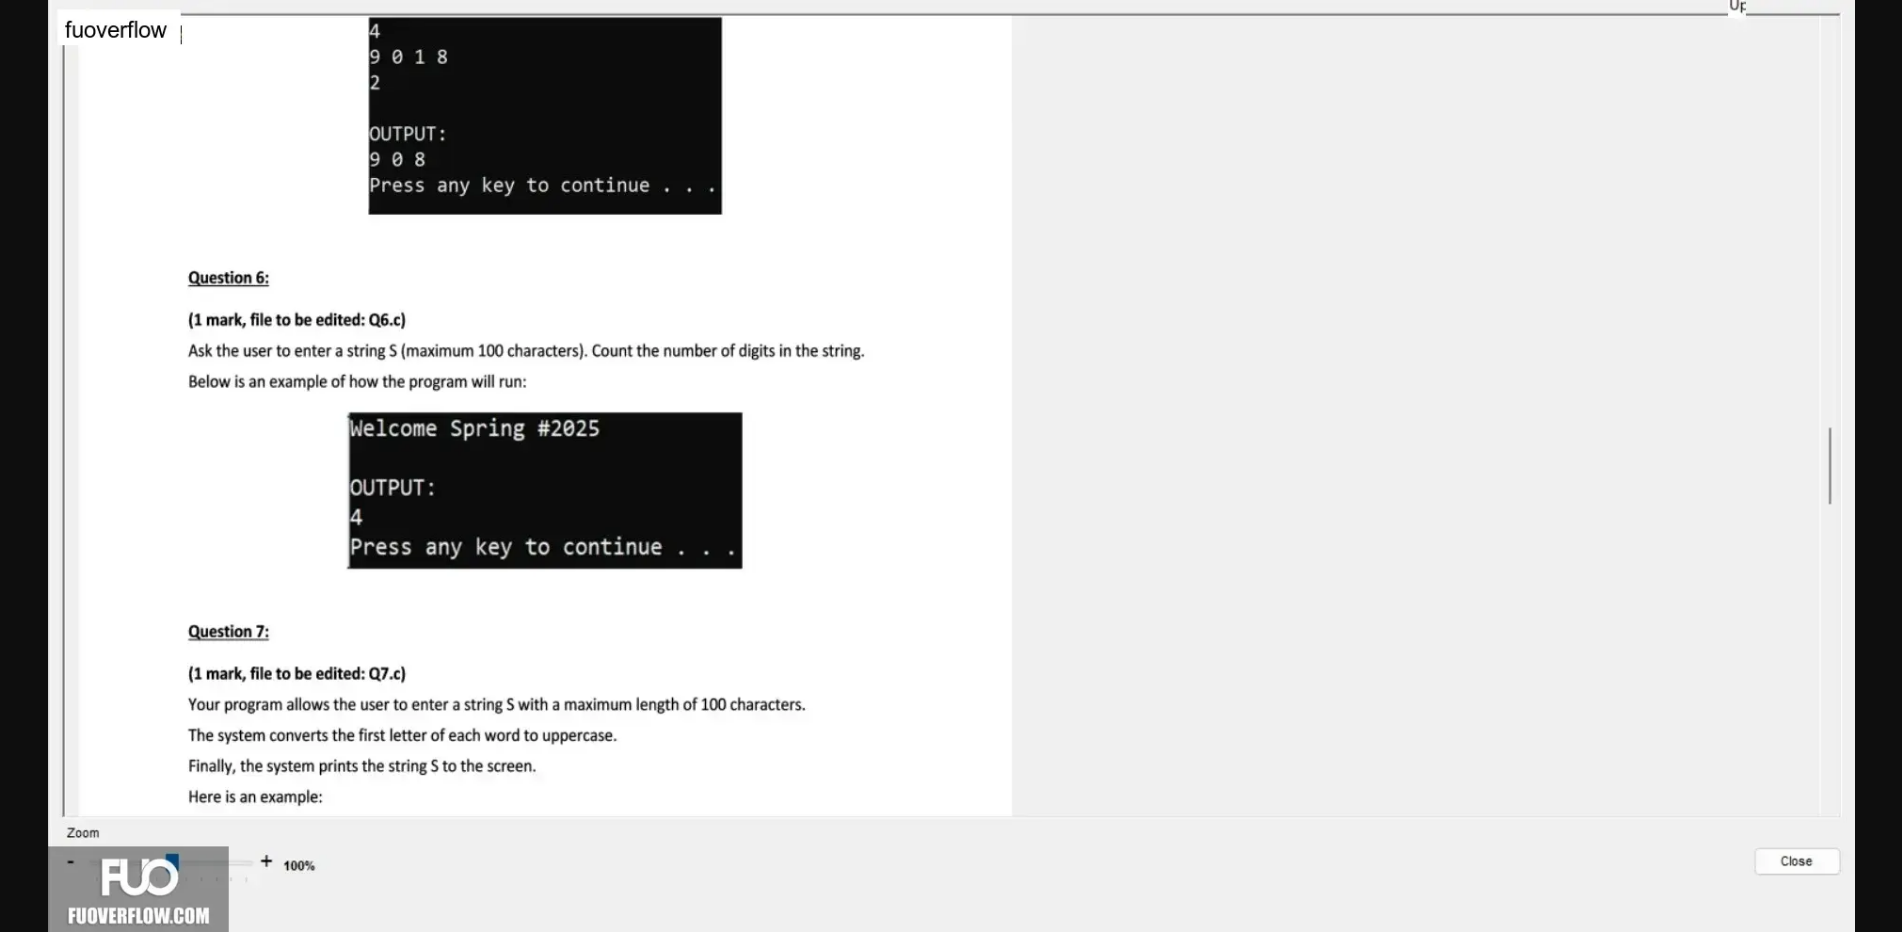 Up
fuoverflow
4
9 0 1 8
2
OUTPUT:
9 0 8
Press any key to continue . . .
Question 6:
(1 mark, file to be edited: Q6.c)
Ask the user to enter a string S (maximum 100 characters). Count the number of digits in the string.
Below is an example of how the program will run:
Welcome Spring #2025
OUTPUT:
4
Press any key to continue . . .
Question 7:
(1 mark, file to be edited: Q7.c)
Your program allows the user to enter a string S with a maximum length of 100 characters.
The system converts the first letter of each word to uppercase.
Finally, the system prints the string S to the screen.
Here is an example:
Zoom
- + 100%
Close
FUO
FUOVERFLOW.COM